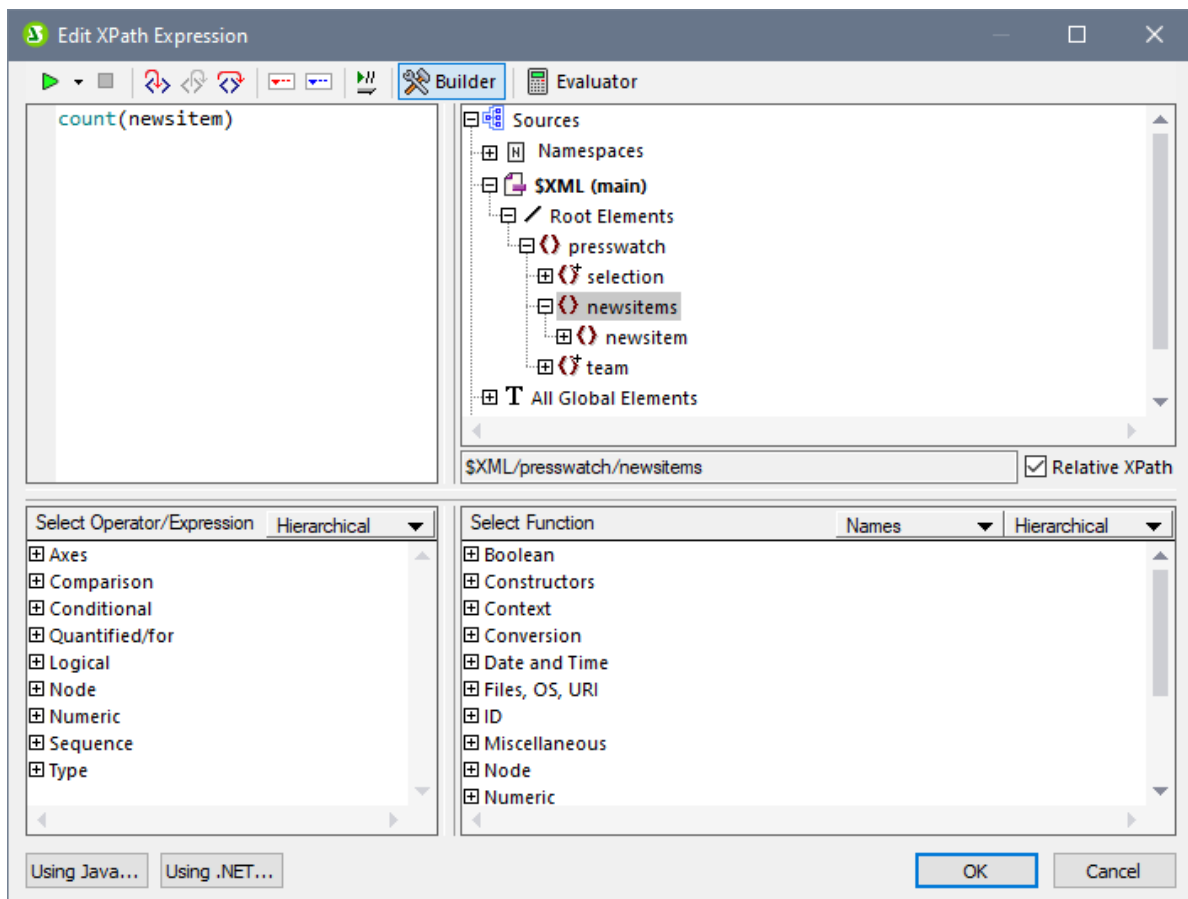 Edit XPath Expression
Builder
Evaluator
count(newsitem)
Sources
N Namespaces
$XML (main)
Root Elements
presswatch
selection
newsitems
newsitem
team
T All Global Elements
$XML/presswatch/newsitems
Relative XPath
Select Operator/Expression Hierarchical
Axes
Comparison
Conditional
Quantified/for
Logical
Node
Numeric
Sequence
Type
Select Function Names Hierarchical
Boolean
Constructors
Context
Conversion
Date and Time
Files, OS, URI
ID
Miscellaneous
Node
Numeric
Using Java... Using .NET... OK Cancel